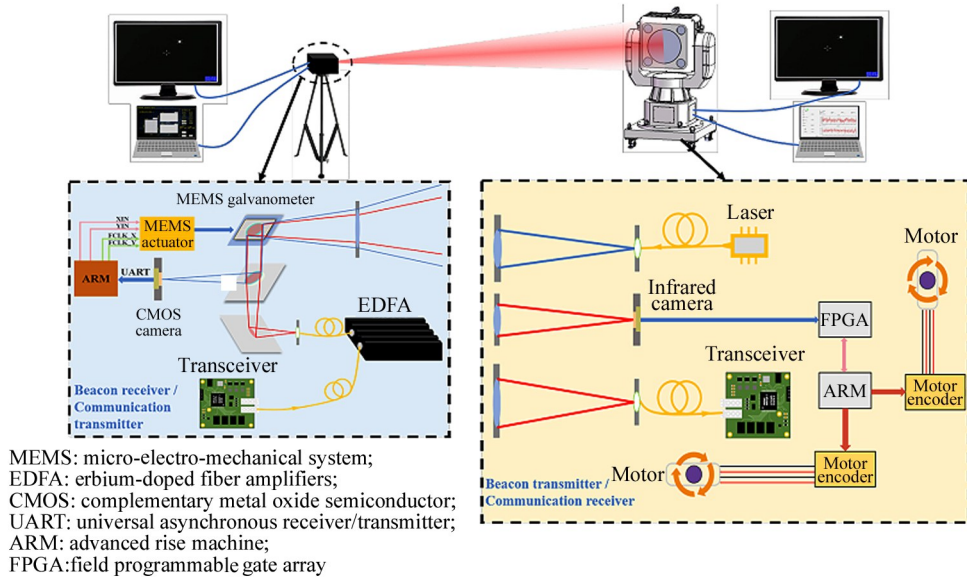 MEMS galvanometer
XIN
YIN
FCLK_X
FCLK_Y
MEMS
actuator
ARM
UART
CMOS
camera
EDFA
Transceiver
Beacon receiver /
Communication
transmitter
Laser
Motor
Infrared
camera
FPGA
Transceiver
ARM
Motor
encoder
Motor
Motor
encoder
Beacon transmitter /
Communication receiver
MEMS: micro-electro-mechanical system;
EDFA: erbium-doped fiber amplifiers;
CMOS: complementary metal oxide semiconductor;
UART: universal asynchronous receiver/transmitter;
ARM: advanced rise machine;
FPGA:field programmable gate array